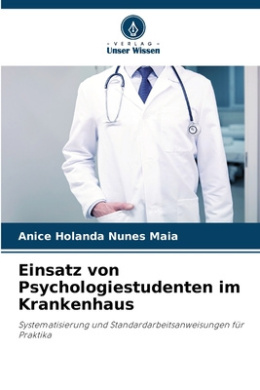 VERLAG
Unser Wissen
Anice Holanda Nunes Maia
Einsatz von
Psychologiestudenten im
Krankenhaus
Systematisierung und Standardarbeitsanweisungen für
Praktika